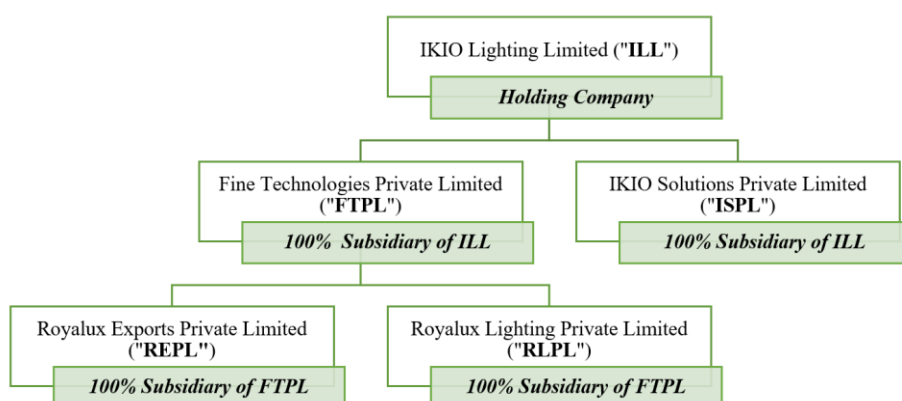 IKIO Lighting Limited ("ILL")
Holding Company
Fine Technologies Private Limited
("FTPL")
100% Subsidiary of ILL
IKIO Solutions Private Limited
("ISPL")
100% Subsidiary of ILL
Royalux Exports Private Limited
("REPL")
100% Subsidiary of FTPL
Royalux Lighting Private Limited
("RLPL")
100% Subsidiary of FTPL